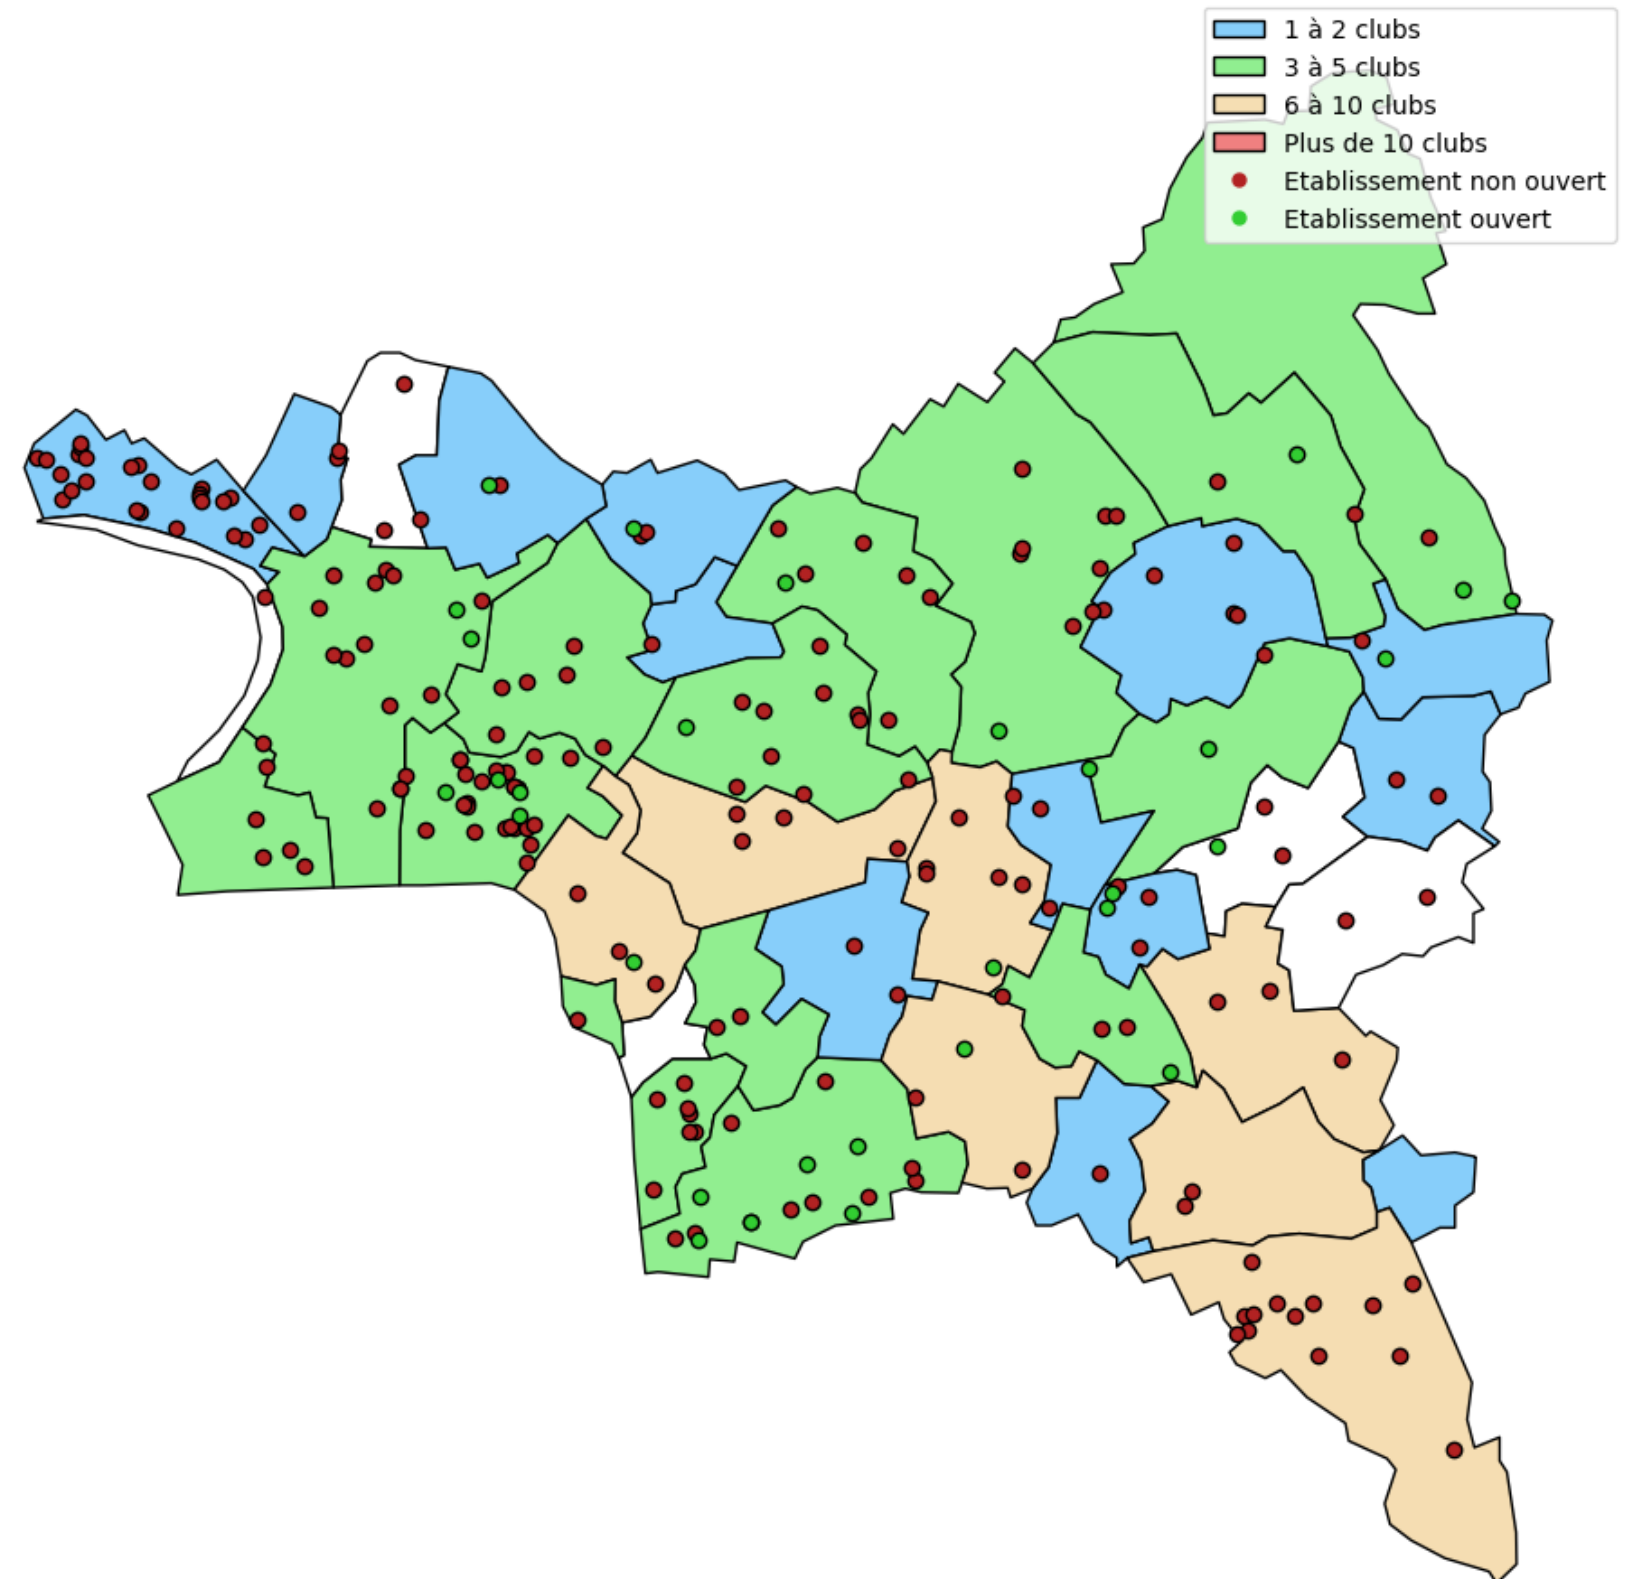 1 à 2 clubs
3 à 5 clubs
6 à 10 clubs
Plus de 10 clubs
Etablissement non ouvert
Etablissement ouvert